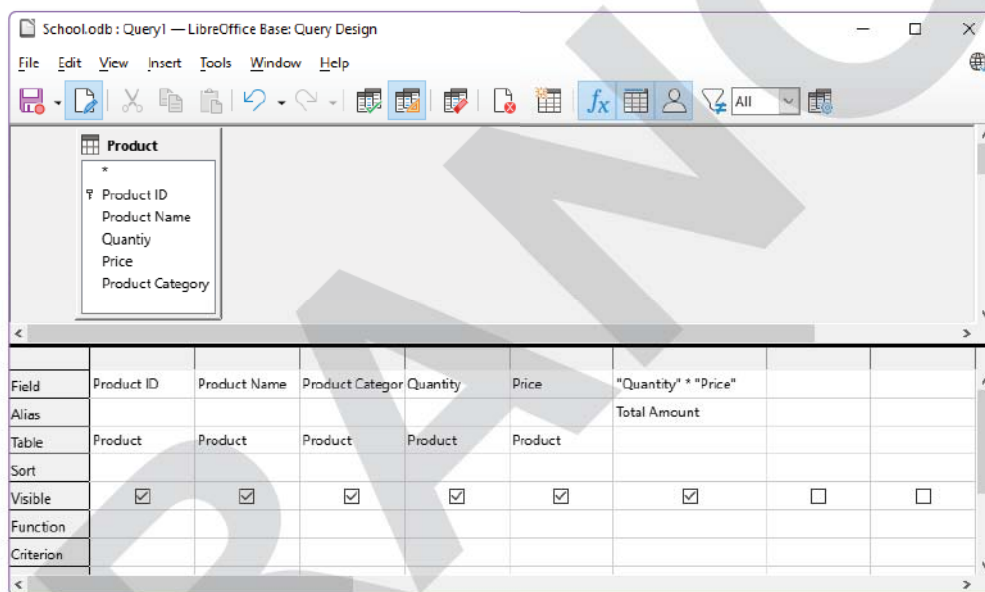 School.odb : Query1 — LibreOffice Base: Query Design
File Edit View Insert Tools Window Help
fx All
Product
*
Product ID
Product Name
Quantiy
Price
Product Category
Field Product ID Product Name Product Categor Quantity Price "Quantity" * "Price"
Alias Total Amount
Table Product Product Product Product Product
Sort
Visible
Function
Criterion